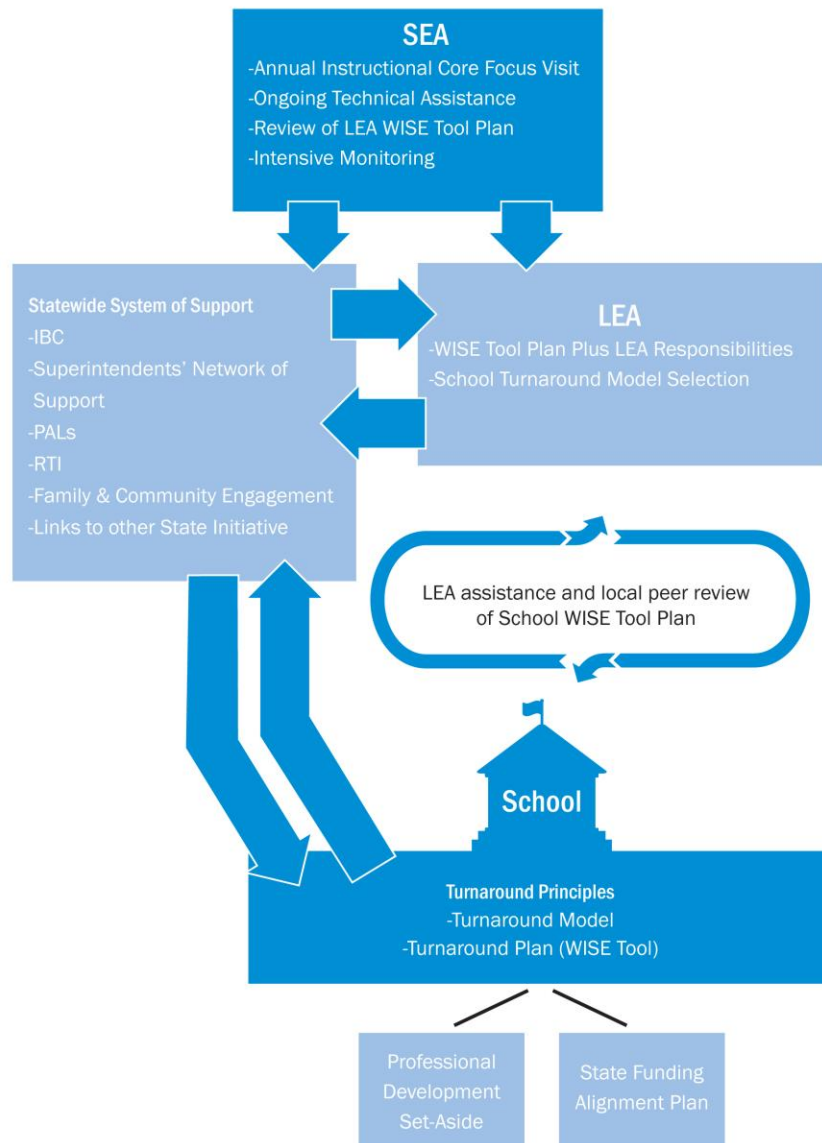 SEA
-Annual Instructional Core Focus Visit
-Ongoing Technical Assistance
-Review of LEA WISE Tool Plan
-Intensive Monitoring
Statewide System of Support
-IBC
-Superintendents' Network of
Support
-PALs
-RTI
-Family & Community Engagement
-Links to other State Initiative
LEA
-WISE Tool Plan Plus LEA Responsibilities
-School Turnaround Model Selection
LEA assistance and local peer review
of School WISE Tool Plan
School
Turnaround Principles
-Turnaround Model
-Turnaround Plan (WISE Tool)
Professional
Development
Set-Aside
State Funding
Alignment Plan